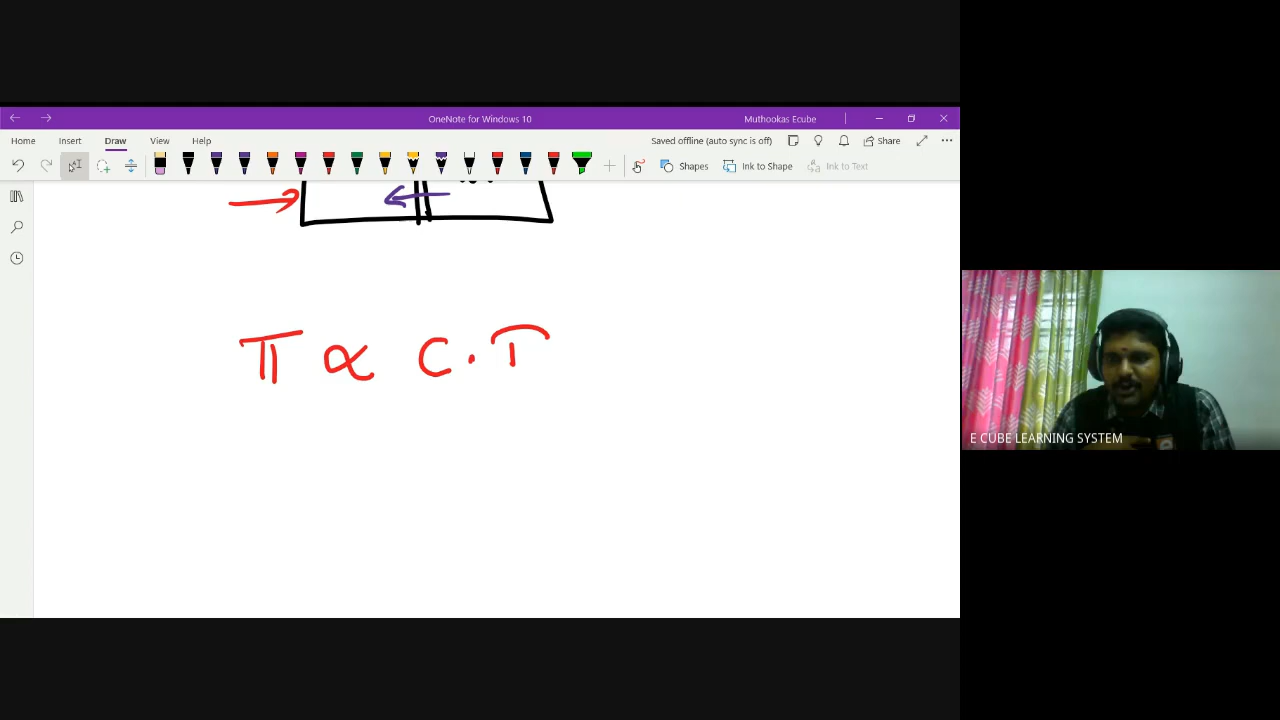 OneNote for Windows 10
Muthookas Ecube
Home Insert Draw View Help
Saved offline (auto sync is off)
Share
Shapes
Ink to Shape
Ink to Text
π ∝ C . T
E CUBE LEARNING SYSTEM